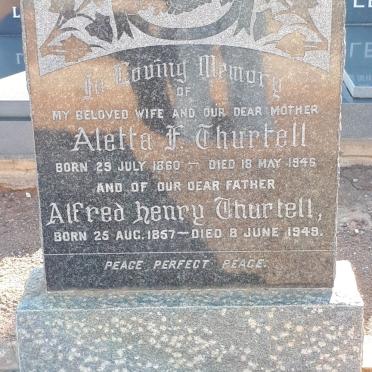 In Loving Memory
OF
MY BELOVED WIFE AND OUR DEAR MOTHER
Aletta F. Thurtell
BORN 29 JULY 1860 — DIED 18 MAY 1946
AND OF OUR DEAR FATHER
Alfred Henry Thurtell,
BORN 25 AUG. 1857 — DIED 8 JUNE 1949.
PEACE PERFECT PEACE.